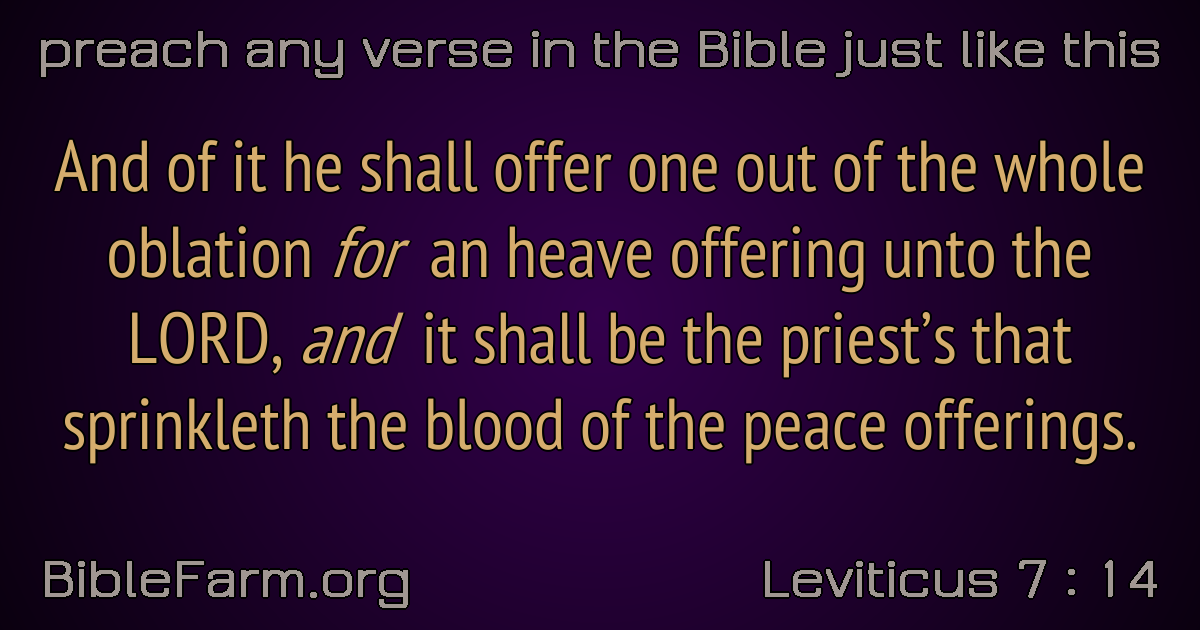 preach any verse in the Bible just like this
And of it he shall offer one out of the whole
oblation for an heave offering unto the
LORD, and it shall be the priest’s that
sprinkleth the blood of the peace offerings.
BibleFarm.org
Leviticus 7 : 14